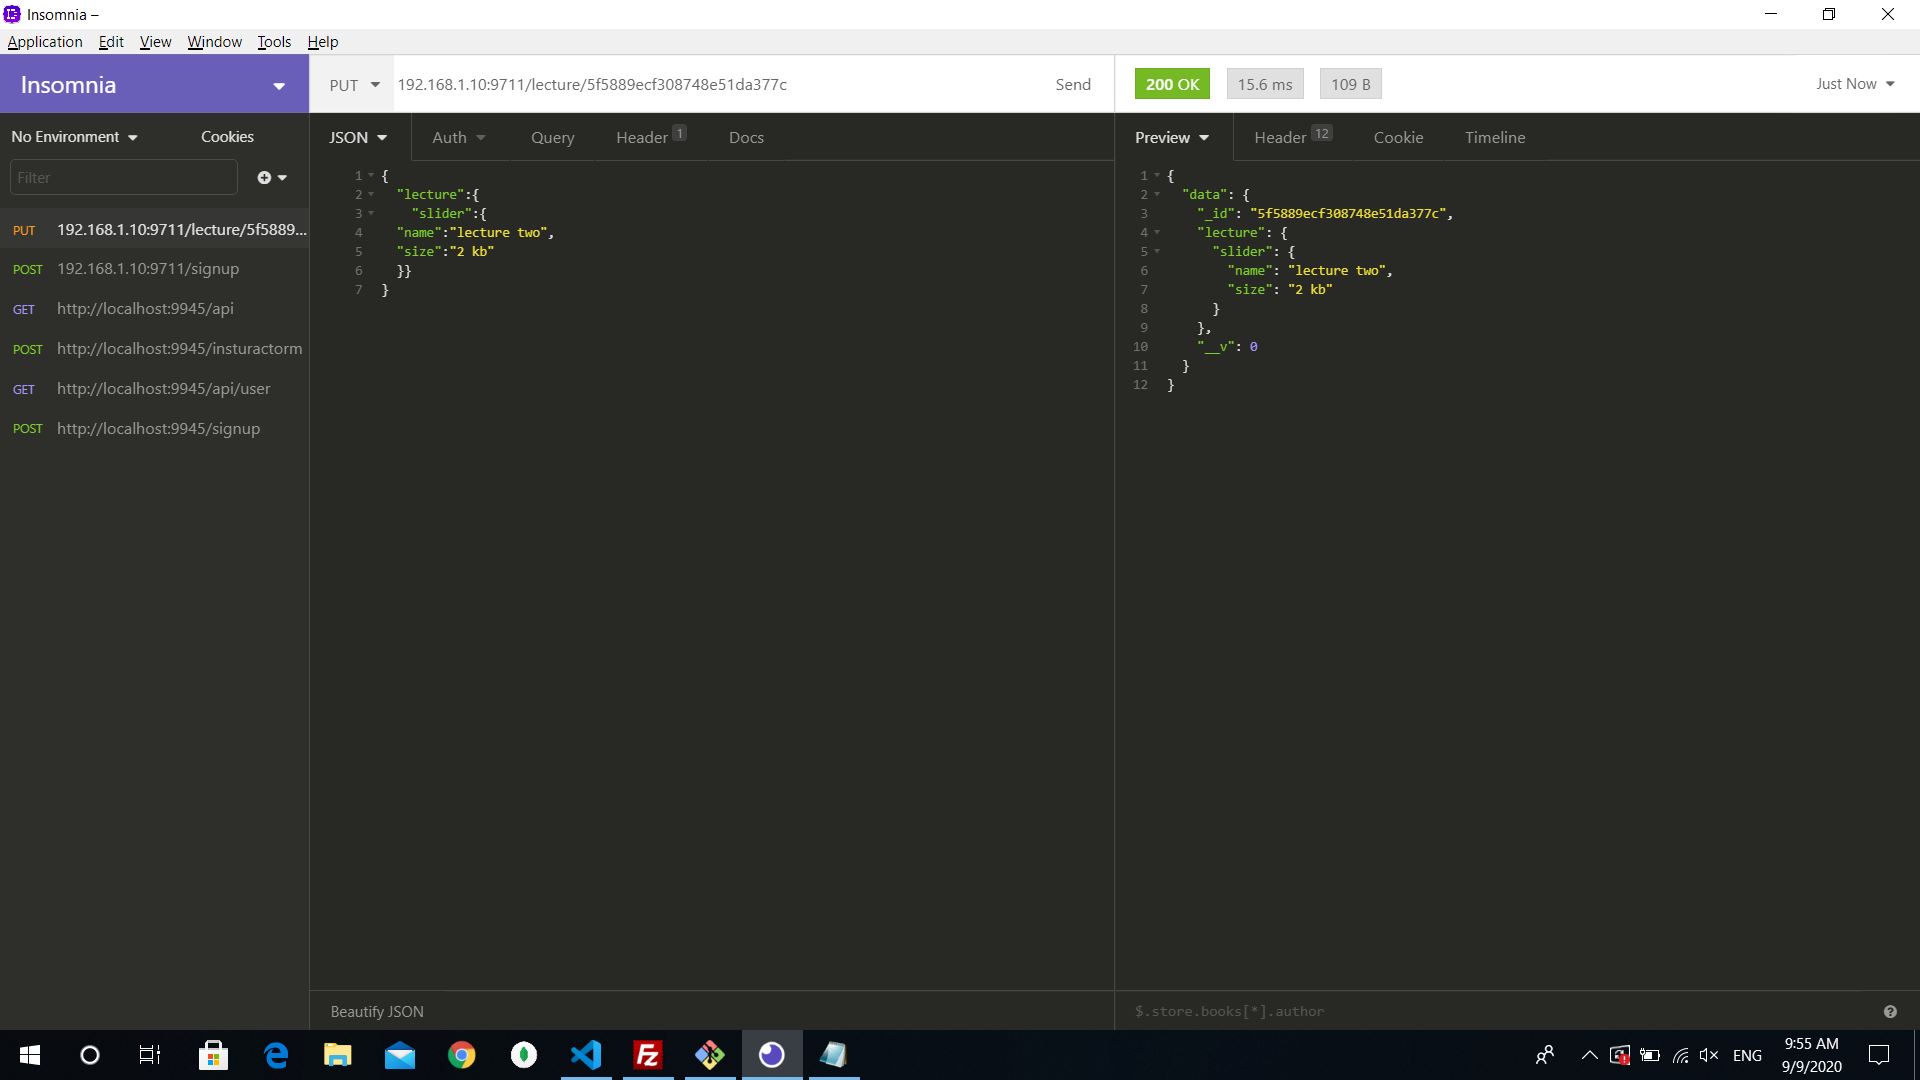 Insomnia –
Application Edit View Window Tools Help
Insomnia
PUT 192.168.1.10:9711/lecture/5f5889ecf308748e51da377c Send
200 OK 15.6 ms 109 B Just Now
No Environment Cookies
Filter
PUT 192.168.1.10:9711/lecture/5f5889...
POST 192.168.1.10:9711/signup
GET http://localhost:9945/api
POST http://localhost:9945/insturactorm
GET http://localhost:9945/api/user
POST http://localhost:9945/signup
JSON Auth Query Header 1 Docs
1 {
2 "lecture":{
3 "slider":{
4 "name":"lecture two",
5 "size":"2 kb"
6 }}
7 }
Beautify JSON
Preview Header 12 Cookie Timeline
1 {
2 "data": {
3 "_id": "5f5889ecf308748e51da377c",
4 "lecture": {
5 "slider": {
6 "name": "lecture two",
7 "size": "2 kb"
8 }
9 },
10 "__v": 0
11 }
12 }
$.store.books[*].author
ENG
9:55 AM
9/9/2020